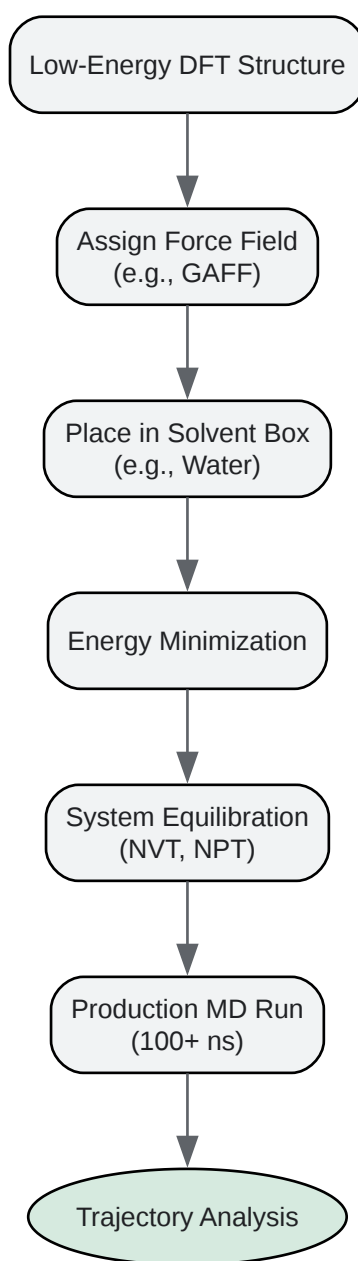 Low-Energy DFT Structure
Assign Force Field
(e.g., GAFF)
Place in Solvent Box
(e.g., Water)
Energy Minimization
System Equilibration
(NVT, NPT)
Production MD Run
(100+ ns)
Trajectory Analysis